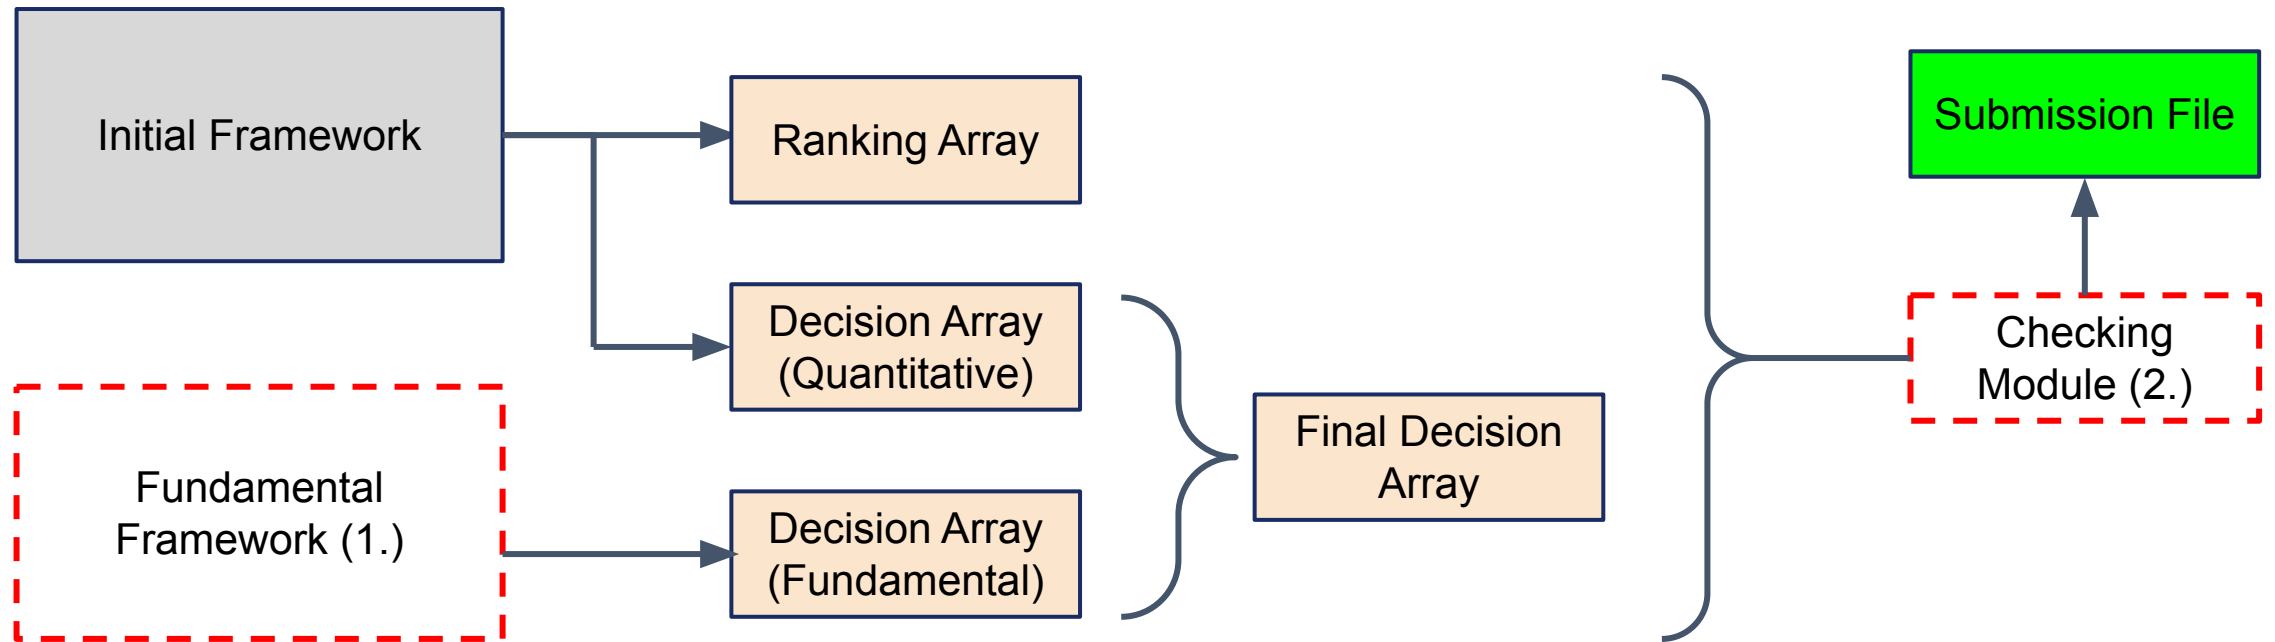 Initial Framework
Ranking Array
Submission File
Decision Array
(Quantitative)
Checking
Module (2.)
Final Decision
Array
Fundamental
Framework (1.)
Decision Array
(Fundamental)